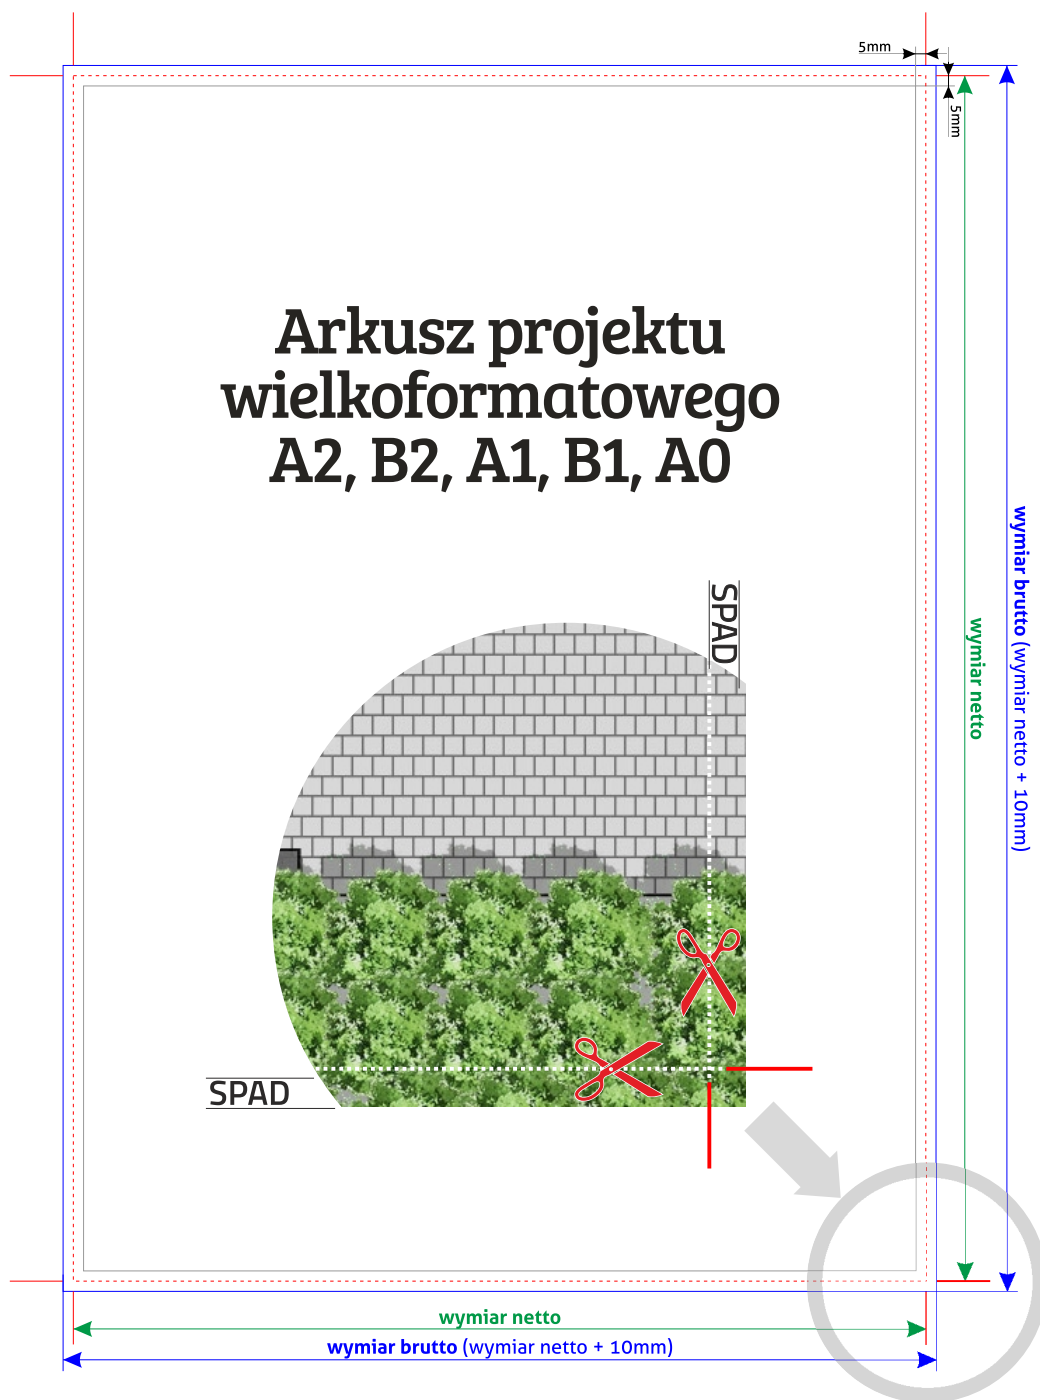 5mm
5mm
Arkusz projektu
wielkoformatowego
A2, B2, A1, B1, A0
wymiar brutto (wymiar netto + 10mm)
wymiar netto
SPAD
SPAD
wymiar netto
wymiar brutto (wymiar netto + 10mm)